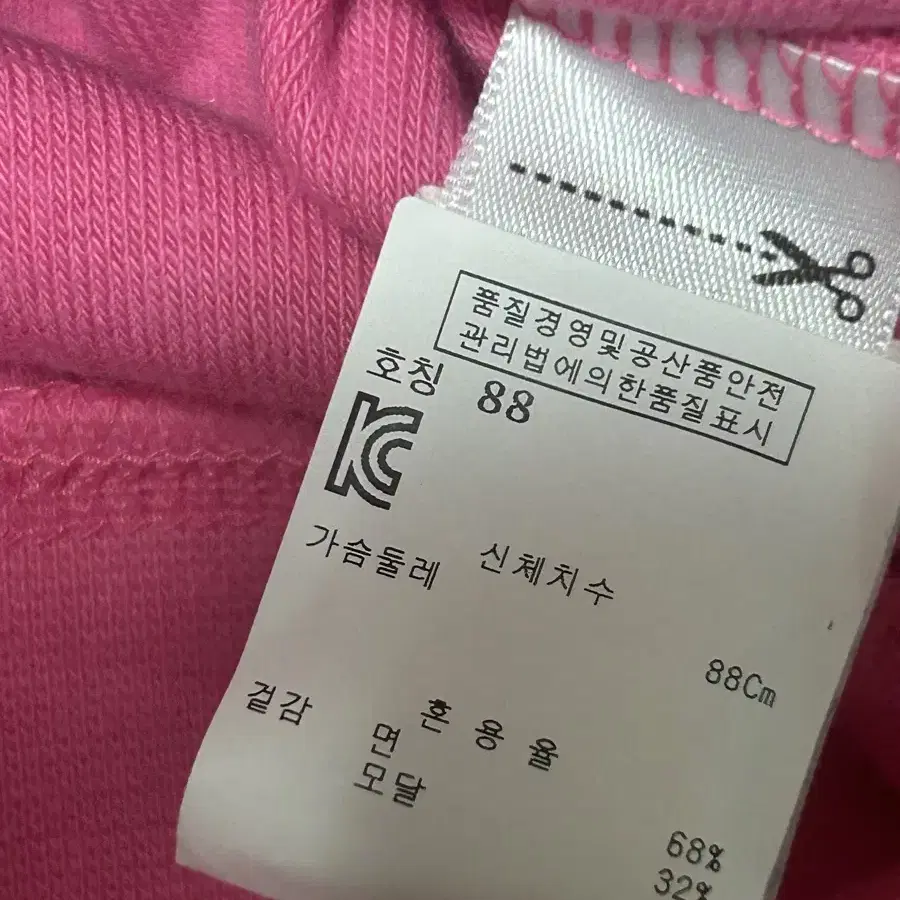 품질경영및공산품안전
관리법에의한품질표시
호칭 88
KC
신체치수
가슴둘레 88Cm
혼용율
겉감 면 68%
모달 32%